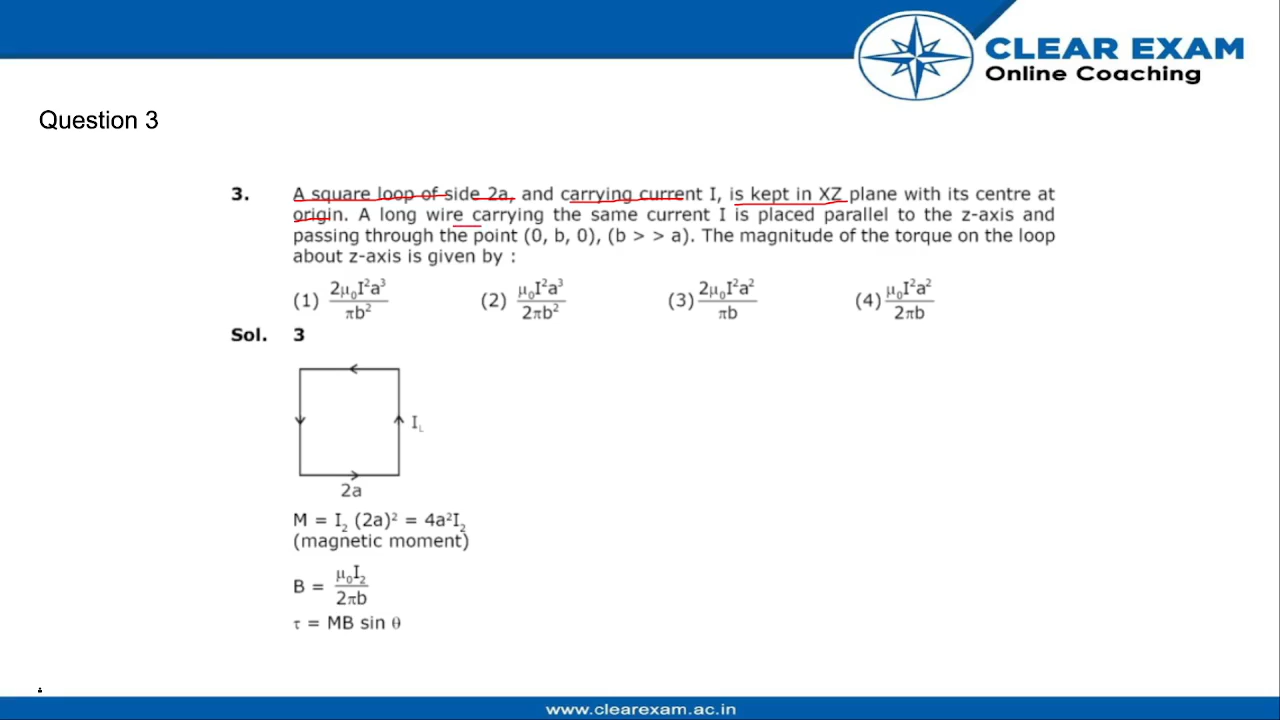 CLEAR EXAM
Online Coaching
Question 3
3. A square loop of side 2a, and carrying current I, is kept in XZ plane with its centre at
origin. A long wire carrying the same current I is placed parallel to the z-axis and
passing through the point (0, b, 0), (b > > a). The magnitude of the torque on the loop
about z-axis is given by :
(1) 2μ₀I²a³/πb² (2) μ₀I²a³/2πb² (3) 2μ₀I²a²/πb (4) μ₀I²a²/2πb
Sol. 3
I_L
2a
M = I₂ (2a)² = 4a²I₂
(magnetic moment)
B = μ₀I₂/2πb
τ = MB sin θ
www.clearexam.ac.in